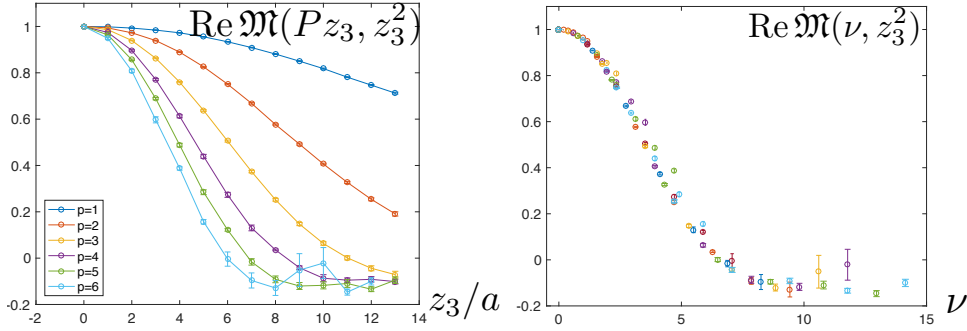 Re 𝔐(Pz₃, z₃²)
1
0.8
0.6
0.4
0.2
0
-0.2
p=1
p=2
p=3
p=4
p=5
p=6
-2 0 2 4 6 8 10 12 14
z₃/a
Re 𝔐(ν, z₃²)
1
0.8
0.6
0.4
0.2
0
-0.2
0 5 10 15
ν